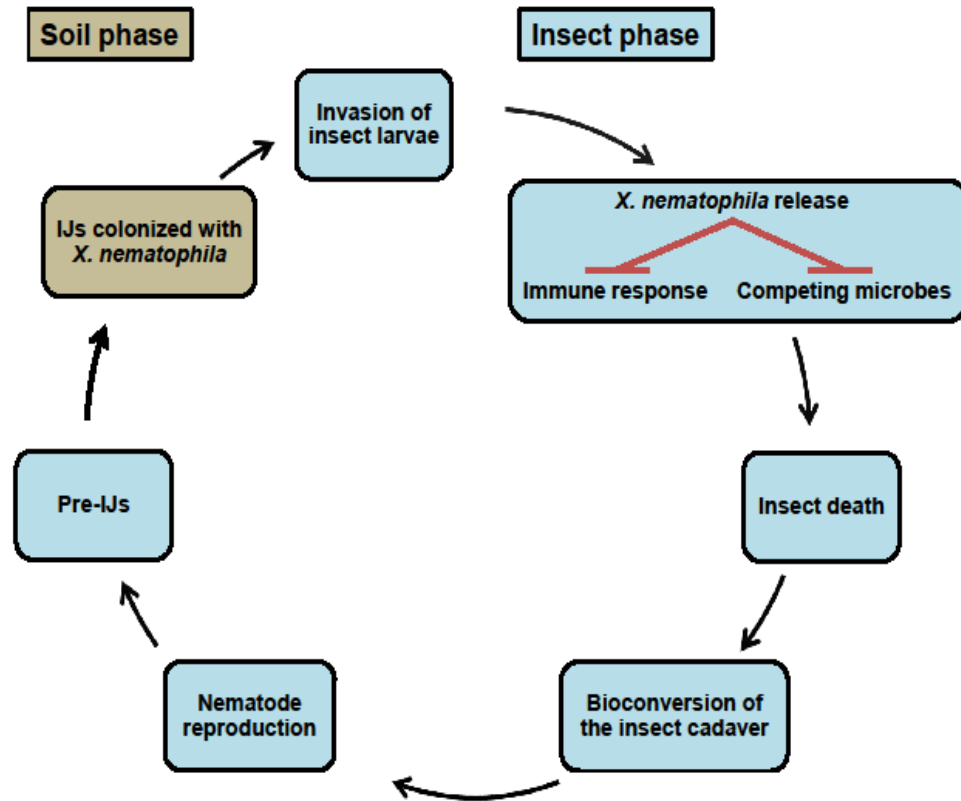 Soil phase
Insect phase
Invasion of
insect larvae
IJs colonized with
X. nematophila
X. nematophila release
Immune response
Competing microbes
Pre-IJs
Insect death
Nematode
reproduction
Bioconversion of
the insect cadaver